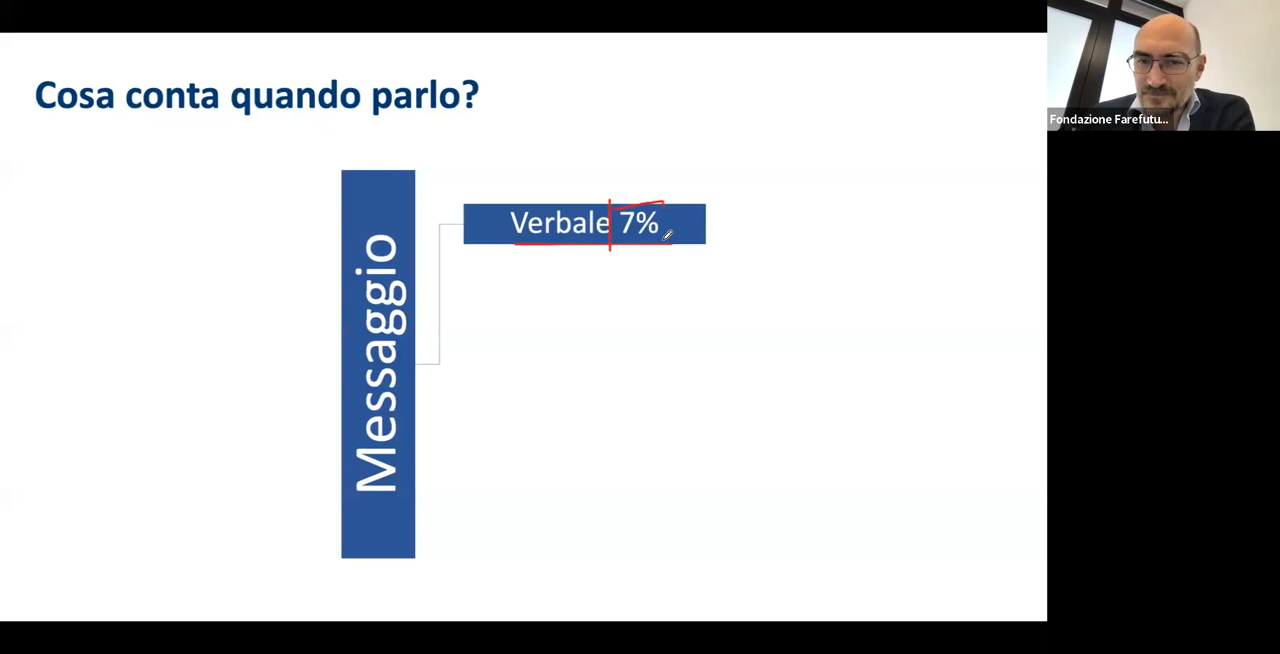 Cosa conta quando parlo?
Fondazione Farefutu...
Verbale 7%
Messaggio